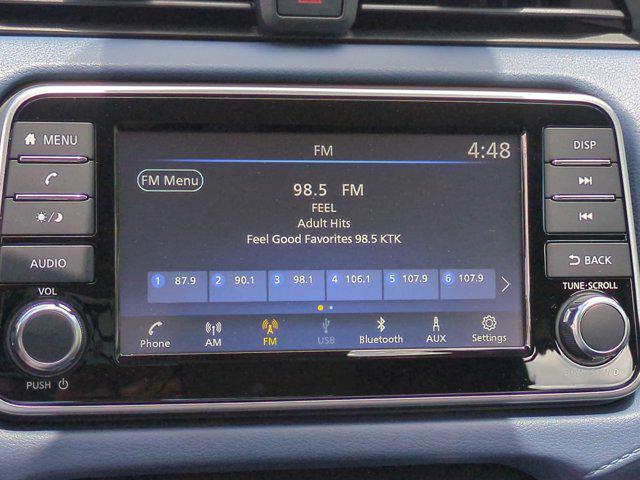 MENU
AUDIO
VOL
PUSH
FM
4:48
FM Menu
98.5 FM
FEEL
Adult Hits
Feel Good Favorites 98.5 KTK
1 87.9 2 90.1 3 98.1 4 106.1 5 107.9 6 107.9
Phone AM FM USB Bluetooth AUX Settings
DISP
BACK
TUNE·SCROLL